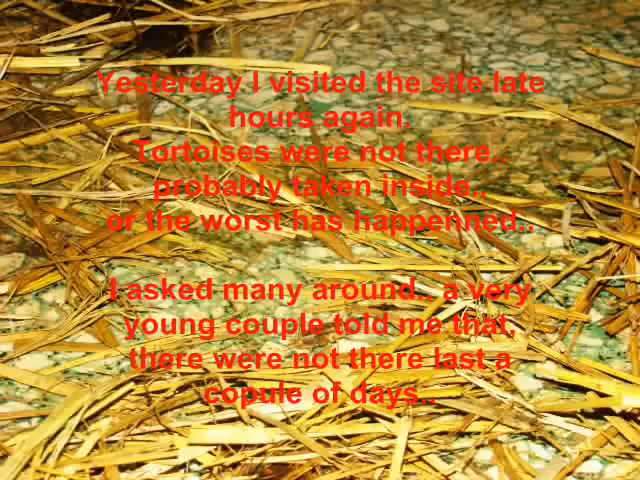 Yesterday I visited the site late
hours again.
Tortoises were not there..
probably taken inside..
or the worst has happenned..
I asked many around.. a very
young couple told me that,
there were not there last a
copule of days..